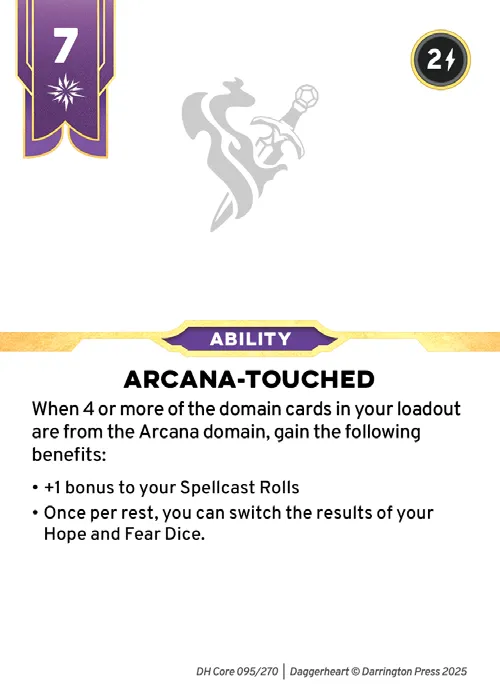 7
2
ABILITY
ARCANA-TOUCHED
When 4 or more of the domain cards in your loadout
are from the Arcana domain, gain the following
benefits:
• +1 bonus to your Spellcast Rolls
• Once per rest, you can switch the results of your
Hope and Fear Dice.
DH Core 095/270 | Daggerheart © Darrington Press 2025